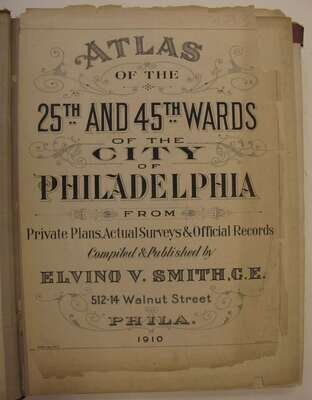 ATLAS
OF THE
25TH AND 45TH WARDS
OF THE
CITY
OF
PHILADELPHIA
FROM
Private Plans, Actual Surveys & Official Records
Compiled & Published by
ELVINO V. SMITH, C.E.
512-14 Walnut Street
PHILA.
1910